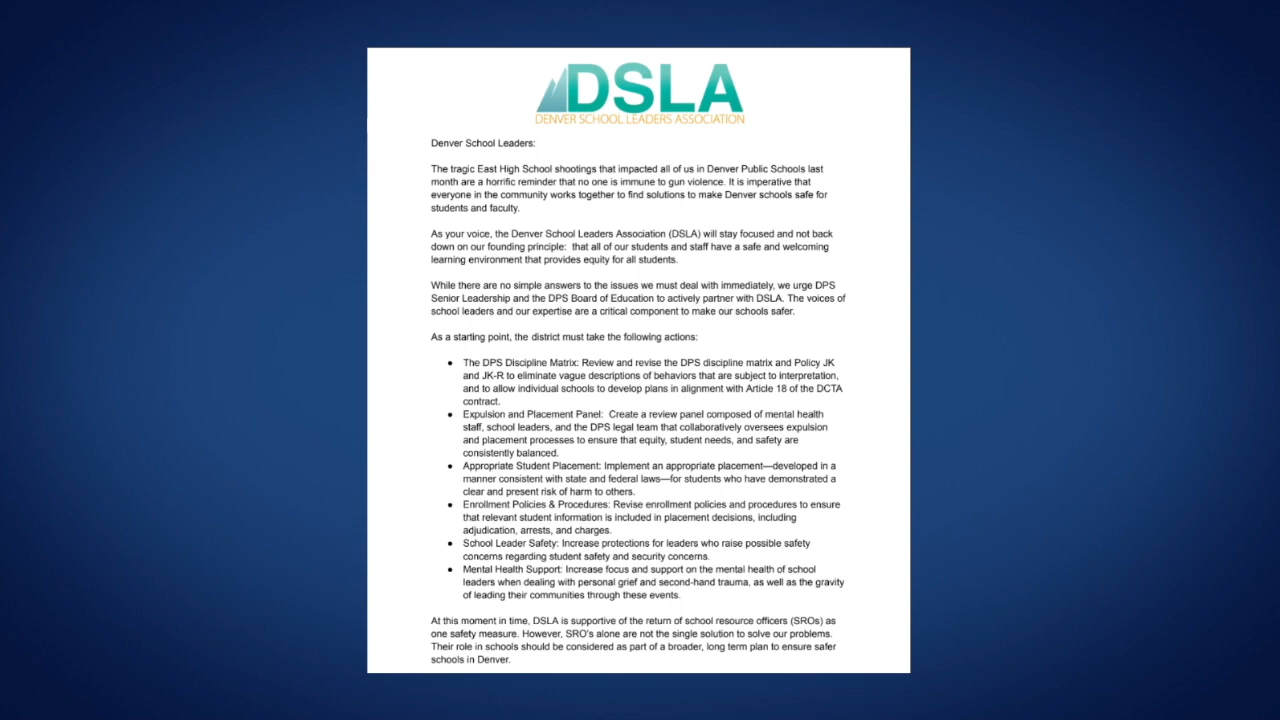 DSLA
DENVER SCHOOL LEADERS ASSOCIATION
Denver School Leaders:
The tragic East High School shootings that impacted all of us in Denver Public Schools last
month are a horrific reminder that no one is immune to gun violence. It is imperative that
everyone in the community works together to find solutions to make Denver schools safe for
students and faculty.
As your voice, the Denver School Leaders Association (DSLA) will stay focused and not back
down on our founding principle:  that all of our students and staff have a safe and welcoming
learning environment that provides equity for all students.
While there are no simple answers to the issues we must deal with immediately, we urge DPS
Senior Leadership and the DPS Board of Education to actively partner with DSLA. The voices of
school leaders and our expertise are a critical component to make our schools safer.
As a starting point, the district must take the following actions:
● The DPS Discipline Matrix: Review and revise the DPS discipline matrix and Policy JK
and JK-R to eliminate vague descriptions of behaviors that are subject to interpretation,
and to allow individual schools to develop plans in alignment with Article 18 of the DCTA
contract.
● Expulsion and Placement Panel:  Create a review panel composed of mental health
staff, school leaders, and the DPS legal team that collaboratively oversees expulsion
and placement processes to ensure that equity, student needs, and safety are
consistently balanced.
● Appropriate Student Placement: Implement an appropriate placement—developed in a
manner consistent with state and federal laws—for students who have demonstrated a
clear and present risk of harm to others.
● Enrollment Policies & Procedures: Revise enrollment policies and procedures to ensure
that relevant student information is included in placement decisions, including
adjudication, arrests, and charges.
● School Leader Safety: Increase protections for leaders who raise possible safety
concerns regarding student safety and security concerns.
● Mental Health Support: Increase focus and support on the mental health of school
leaders when dealing with personal grief and second-hand trauma, as well as the gravity
of leading their communities through these events.
At this moment in time, DSLA is supportive of the return of school resource officers (SROs) as
one safety measure. However, SRO's alone are not the single solution to solve our problems.
Their role in schools should be considered as part of a broader, long term plan to ensure safer
schools in Denver.